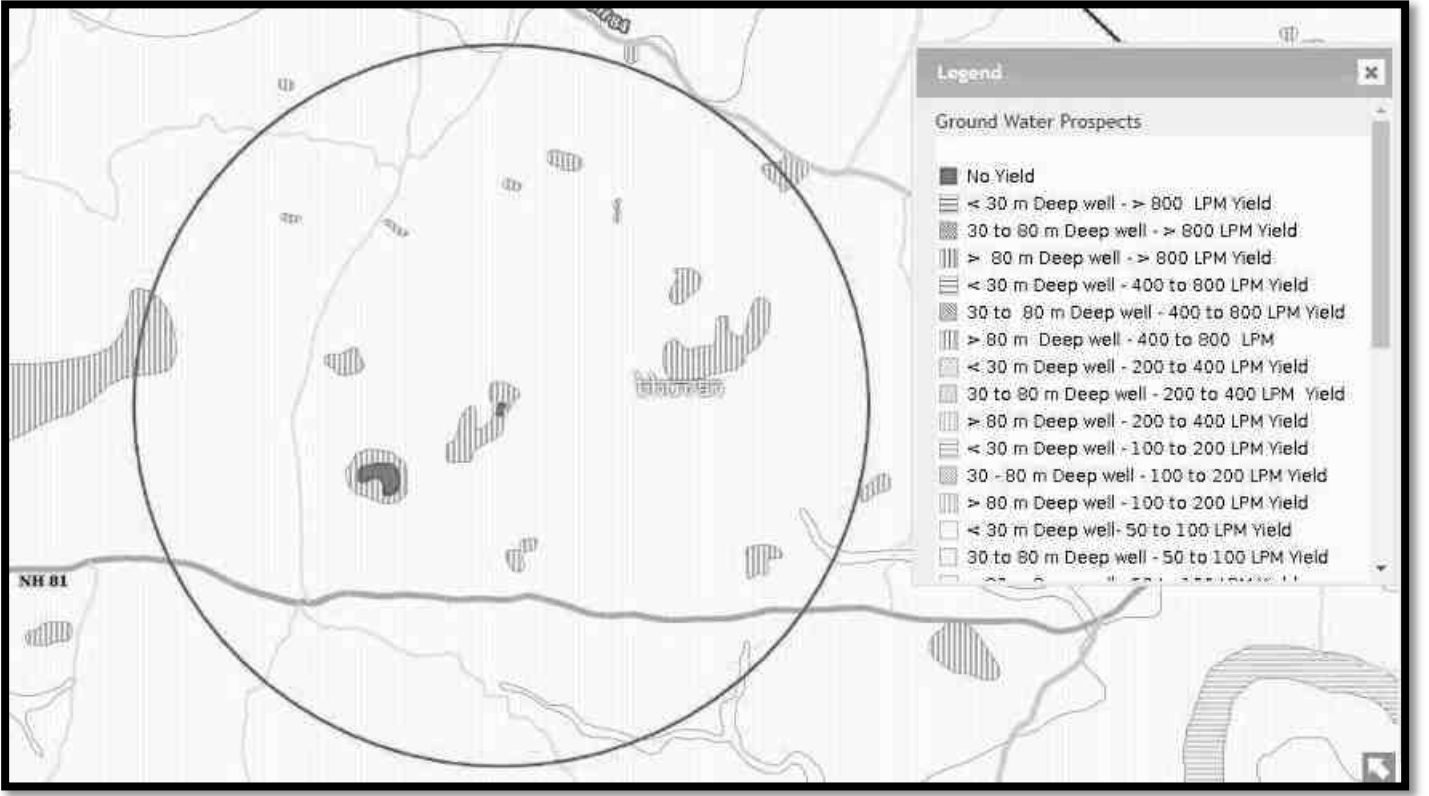 Legend
Ground Water Prospects
No Yield
< 30 m Deep well - > 800 LPM Yield
30 to 80 m Deep well - > 800 LPM Yield
> 80 m Deep well - > 800 LPM Yield
< 30 m Deep well - 400 to 800 LPM Yield
30 to 80 m Deep well - 400 to 800 LPM Yield
> 80 m Deep well - 400 to 800 LPM
< 30 m Deep well - 200 to 400 LPM Yield
30 to 80 m Deep well - 200 to 400 LPM Yield
> 80 m Deep well - 200 to 400 LPM Yield
< 30 m Deep well - 100 to 200 LPM Yield
30 - 80 m Deep well - 100 to 200 LPM Yield
> 80 m Deep well - 100 to 200 LPM Yield
< 30 m Deep well- 50 to 100 LPM Yield
30 to 80 m Deep well - 50 to 100 LPM Yield
NH 81